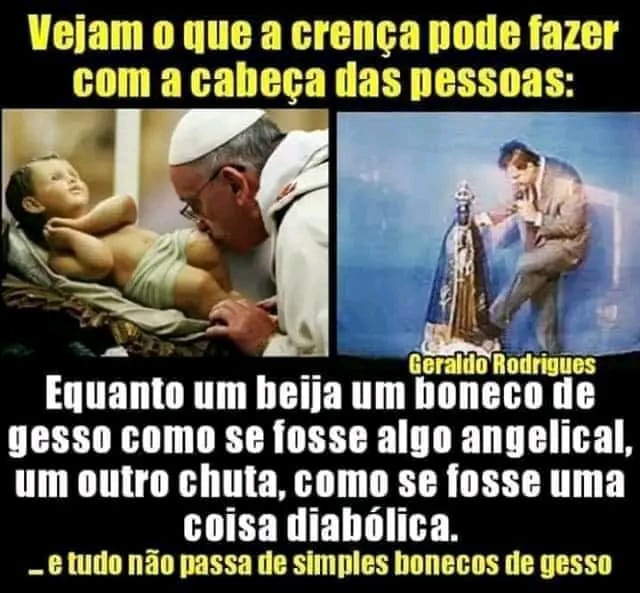 Vejam o que a crença pode fazer
com a cabeça das pessoas:
Geraldo Rodrigues
Equanto um beija um boneco de
gesso como se fosse algo angelical,
um outro chuta, como se fosse uma
coisa diabólica.
... e tudo não passa de simples bonecos de gesso